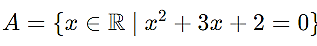 A = {x ∈ ℝ | x² + 3x + 2 = 0}